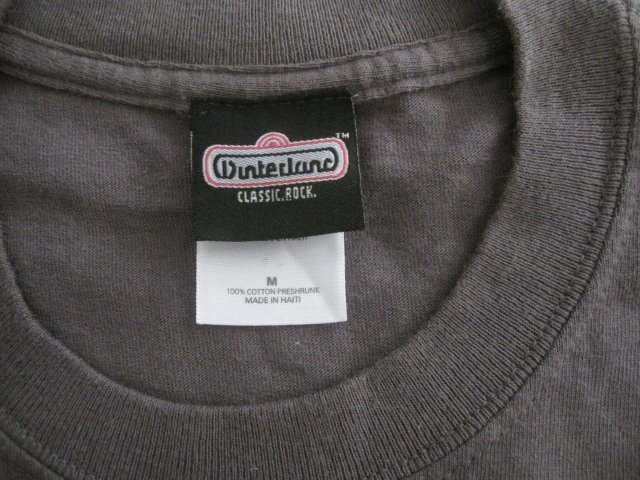 Winterland™
CLASSIC.ROCK.
M
100% COTTON PRESHRUNK
MADE IN HAITI